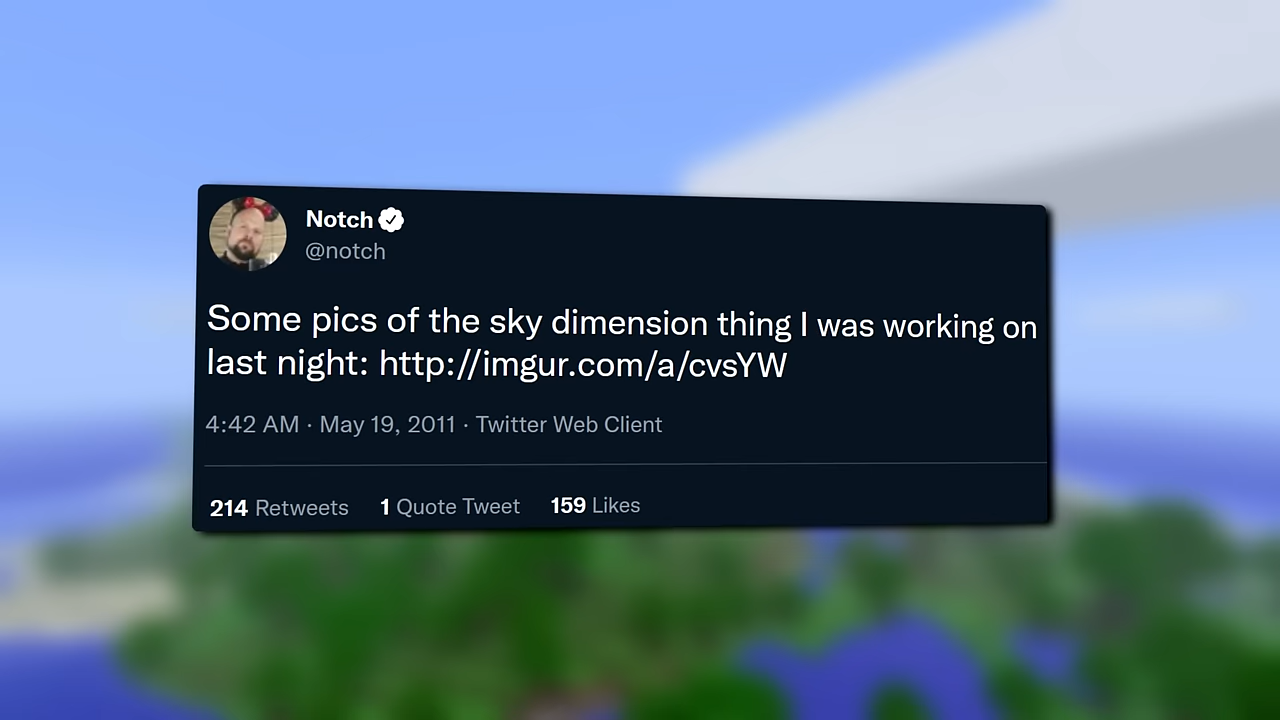 Notch
@notch
Some pics of the sky dimension thing I was working on
last night: http://imgur.com/a/cvsYW
4:42 AM · May 19, 2011 · Twitter Web Client
214 Retweets 1 Quote Tweet 159 Likes